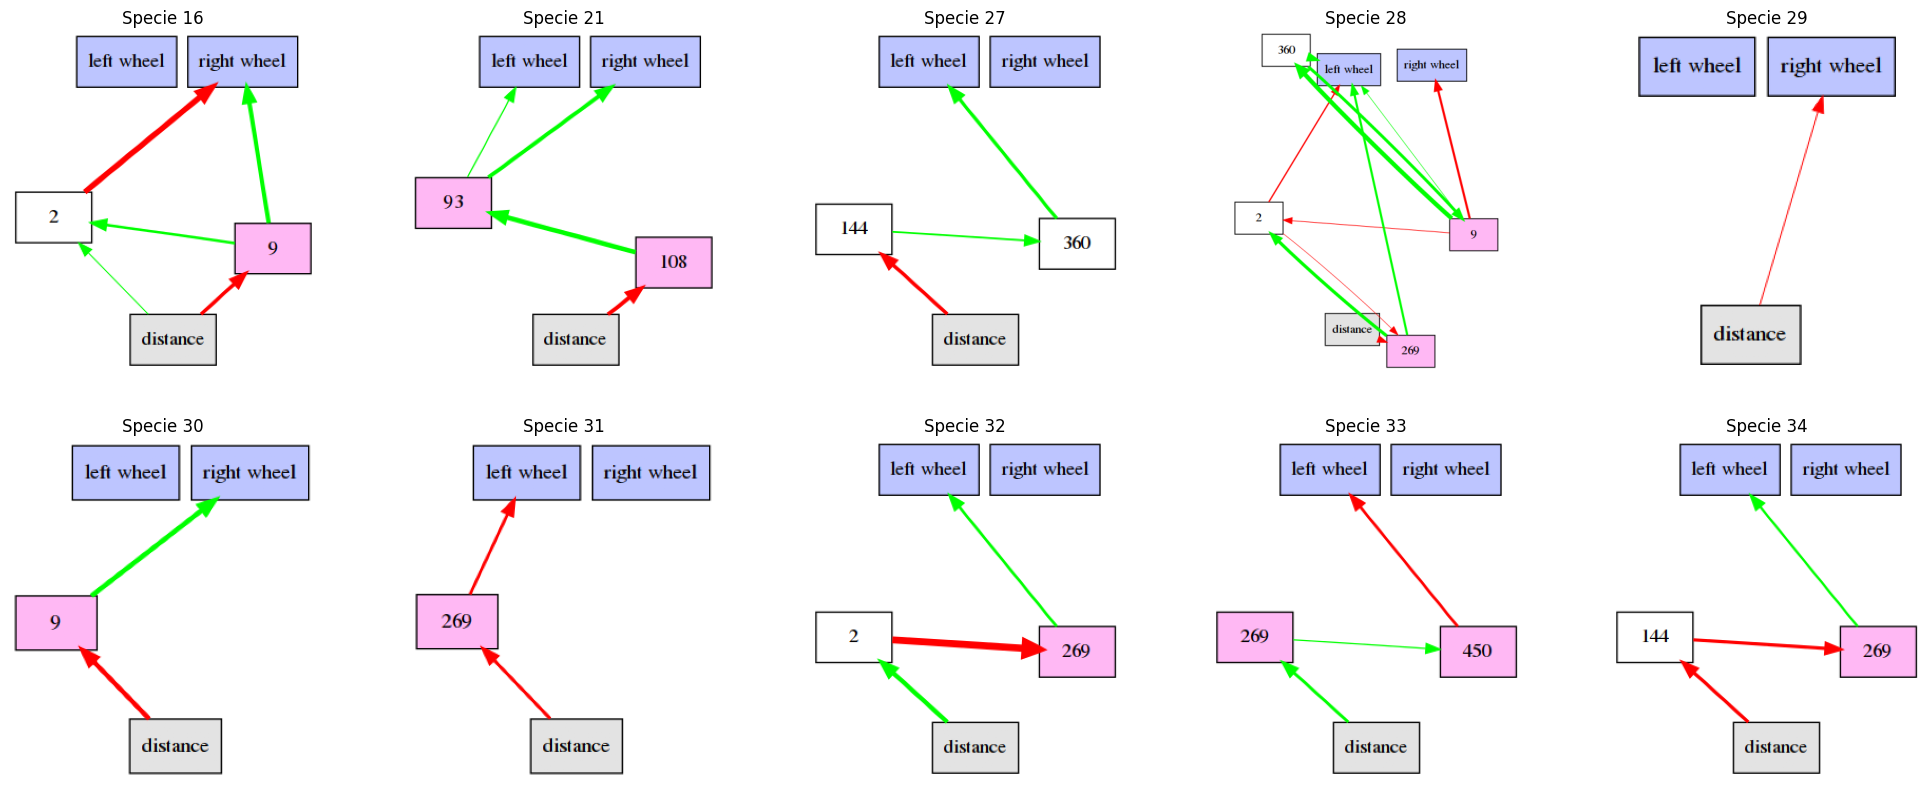 Specie 16
left wheel
right wheel
2
9
distance
Specie 21
left wheel
right wheel
93
108
distance
Specie 27
left wheel
right wheel
144
360
distance
Specie 28
360
left wheel
right wheel
2
9
distance
269
Specie 29
left wheel
right wheel
distance
Specie 30
left wheel
right wheel
9
distance
Specie 31
left wheel
right wheel
269
distance
Specie 32
left wheel
right wheel
2
269
distance
Specie 33
left wheel
right wheel
269
450
distance
Specie 34
left wheel
right wheel
144
269
distance